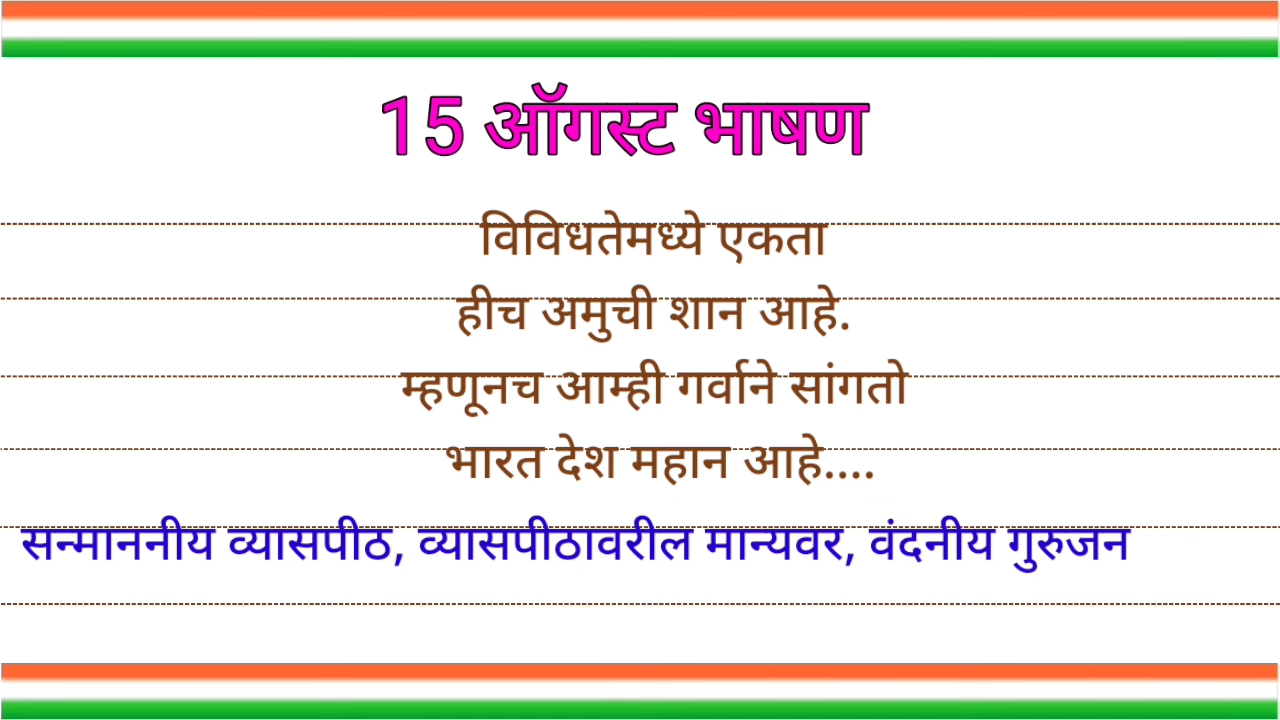 15 ऑगस्ट भाषण
विविधतेमध्ये एकता
हीच अमुची शान आहे.
म्हणूनच आम्ही गर्वाने सांगतो
भारत देश महान आहे....
सन्माननीय व्यासपीठ, व्यासपीठावरील मान्यवर, वंदनीय गुरुजन